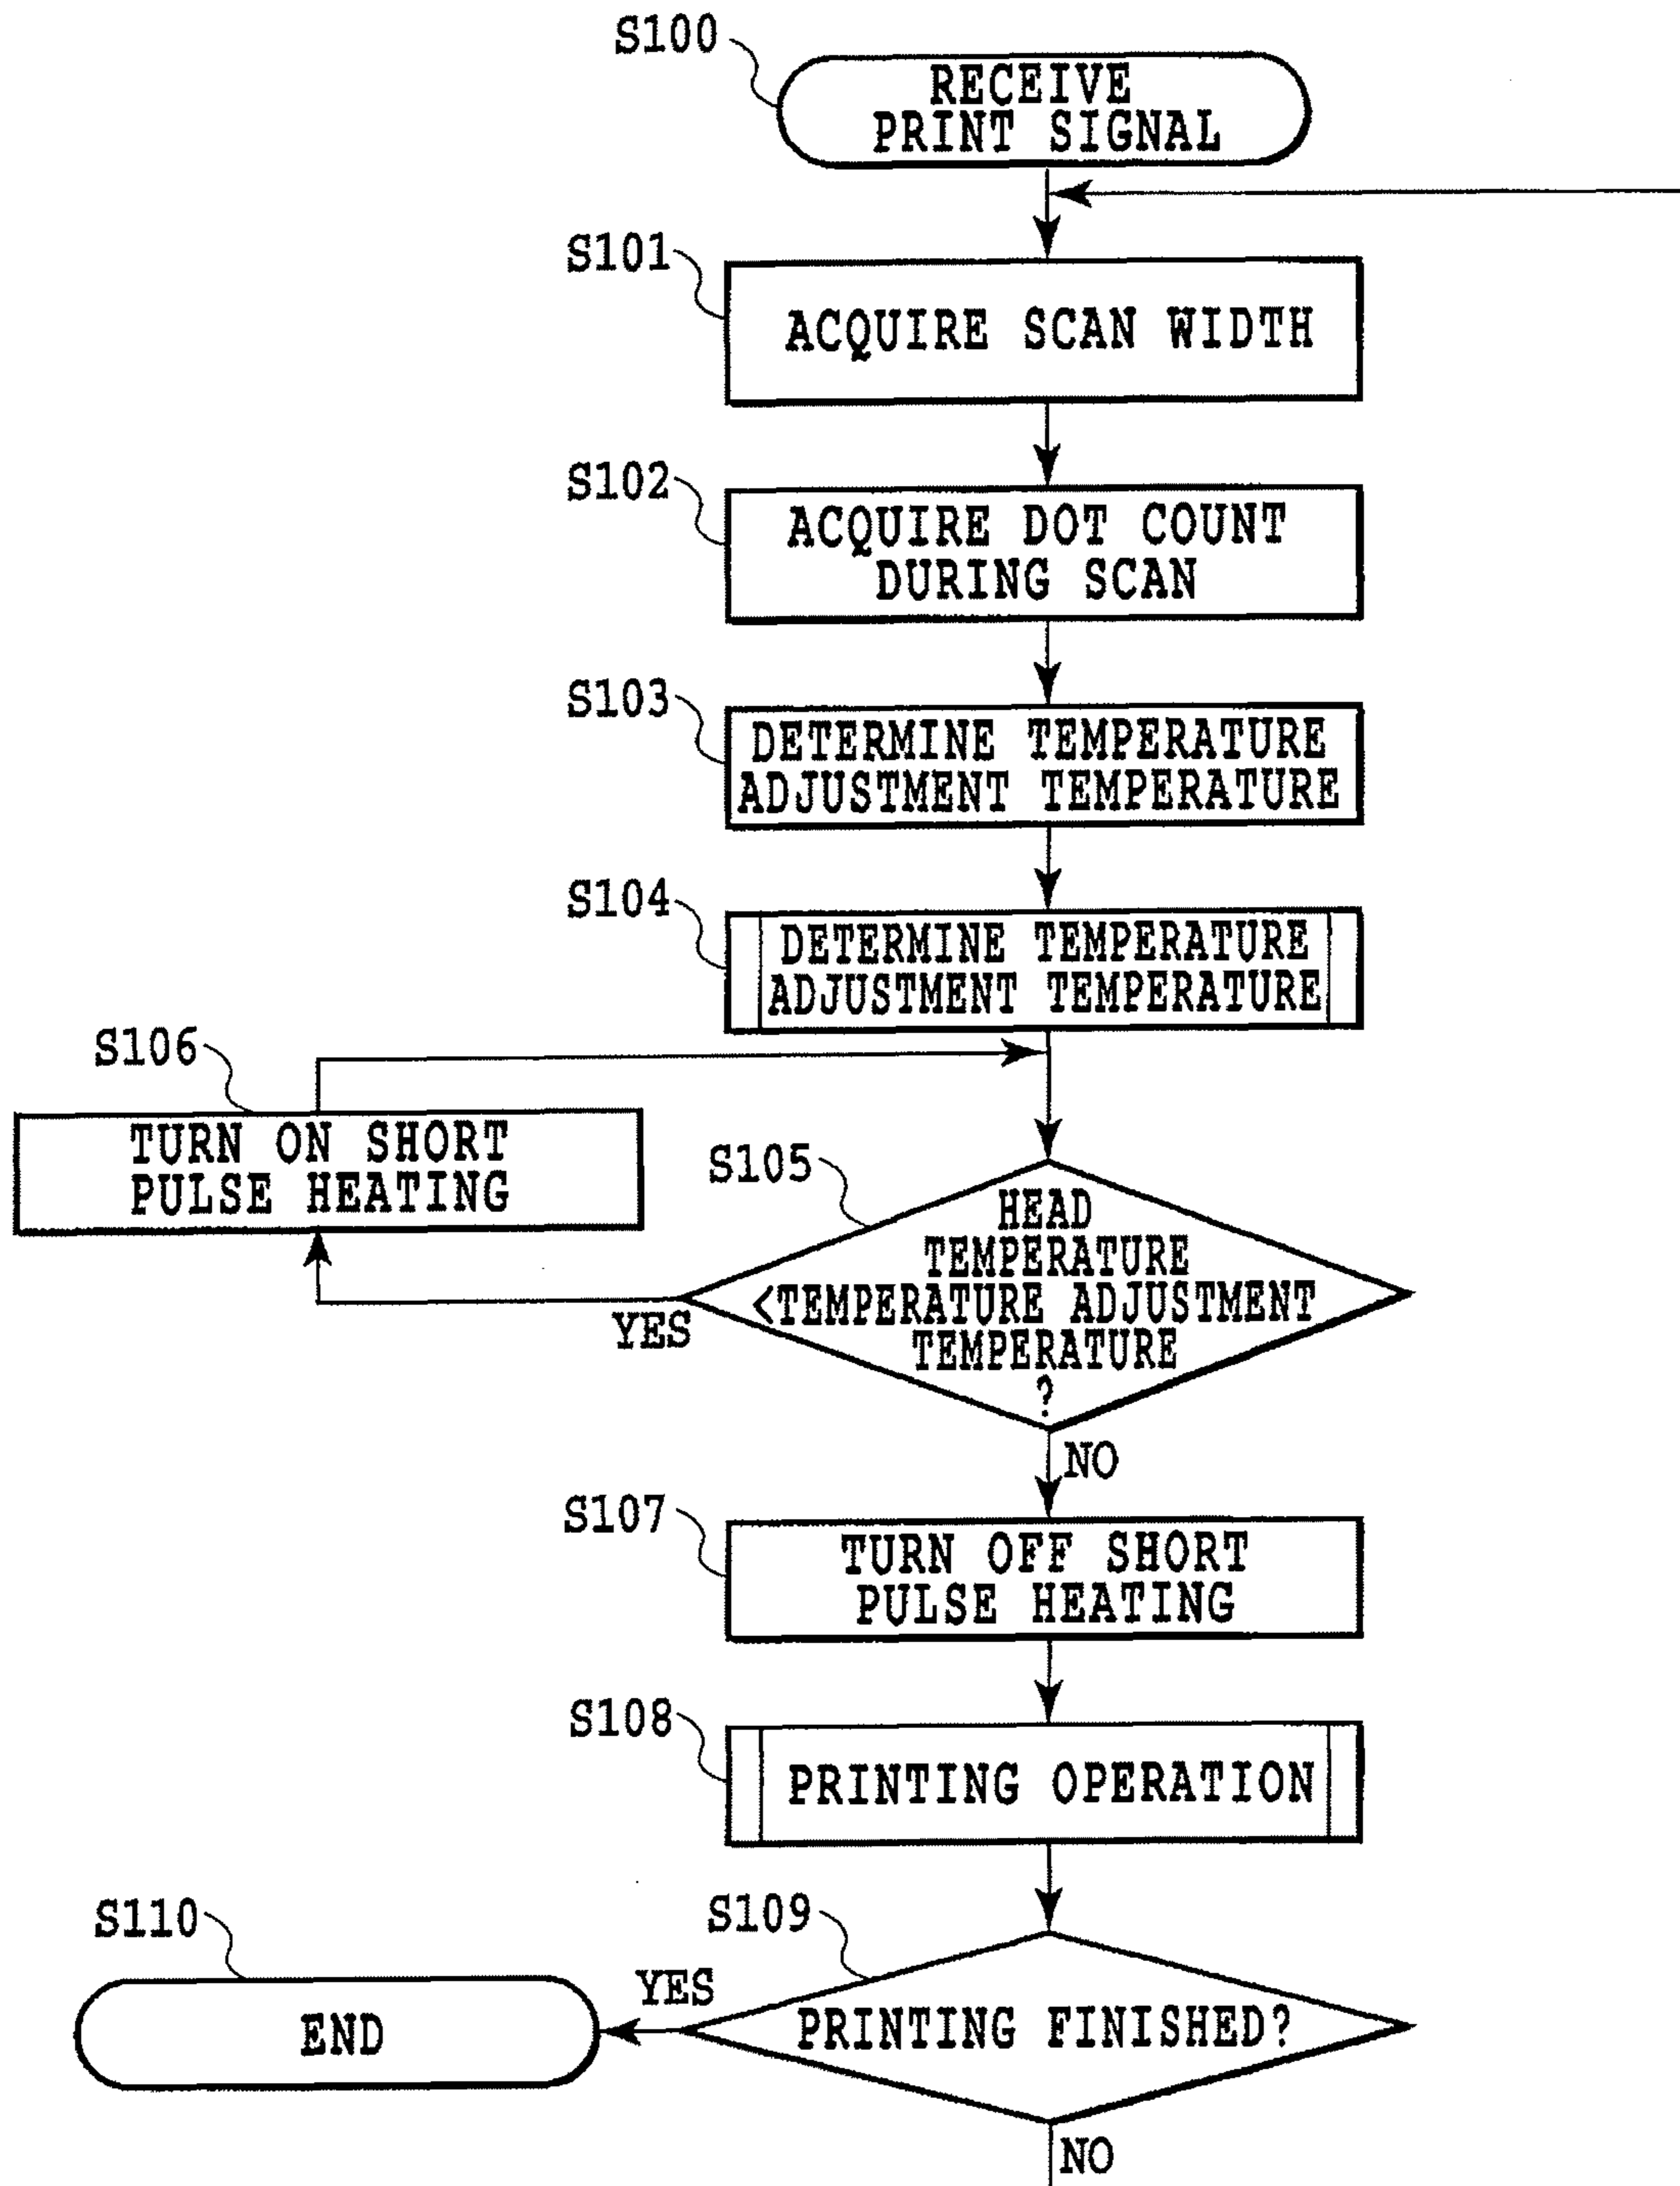 S100
RECEIVE
PRINT SIGNAL
S101
ACQUIRE SCAN WIDTH
S102
ACQUIRE DOT COUNT
DURING SCAN
S103
DETERMINE TEMPERATURE
ADJUSTMENT TEMPERATURE
S104
DETERMINE TEMPERATURE
ADJUSTMENT TEMPERATURE
S106
TURN ON SHORT
PULSE HEATING
S105
HEAD
TEMPERATURE
<TEMPERATURE ADJUSTMENT
TEMPERATURE
?
YES
NO
S107
TURN OFF SHORT
PULSE HEATING
S108
PRINTING OPERATION
S109
PRINTING FINISHED?
YES
S110
END
NO